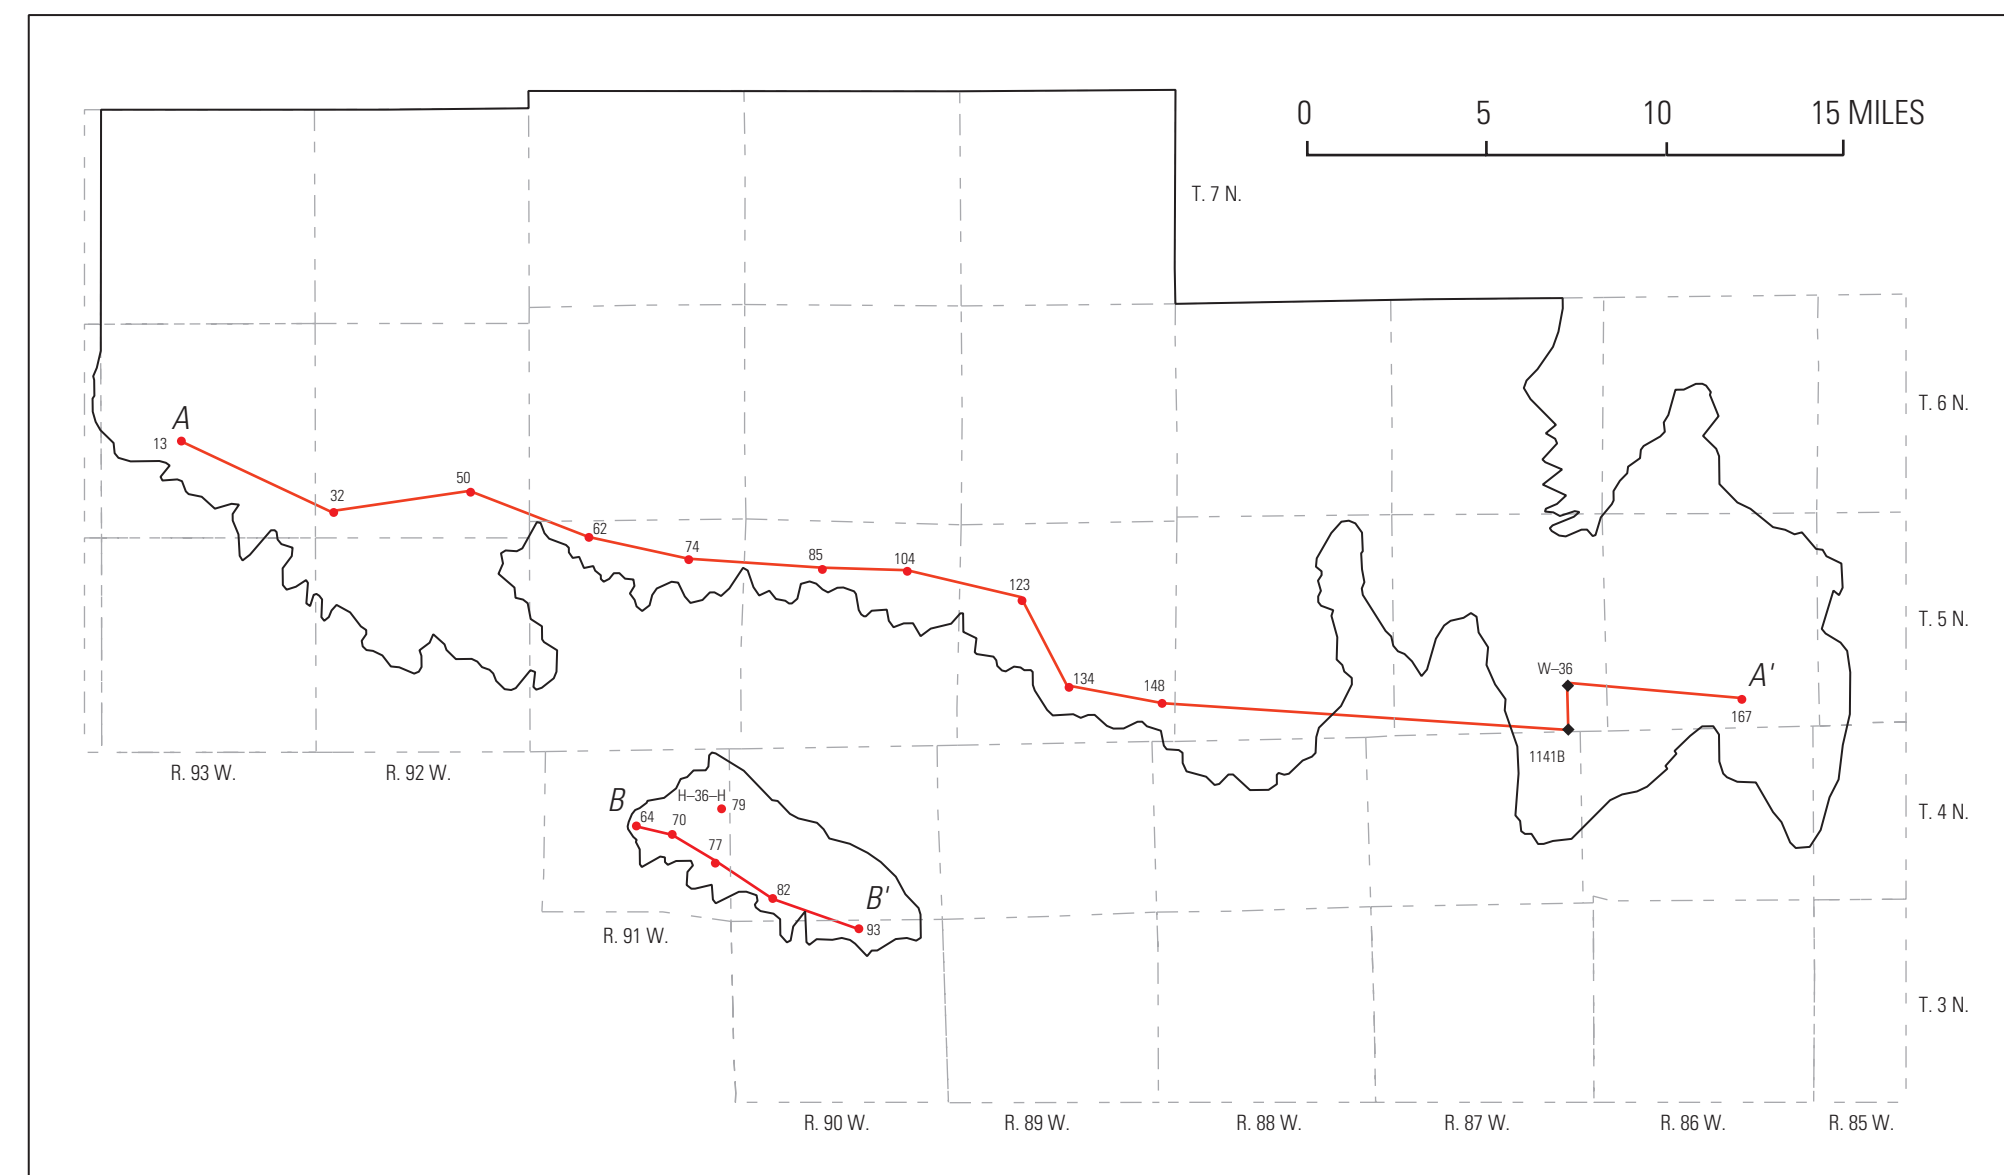 0 5 10 15 MILES
T. 7 N.
T. 6 N.
A
13
32
50
62
74
85
104
123
T. 5 N.
134
148
W–36
A'
167
1141B
R. 93 W.
R. 92 W.
B
H–36–H
79
64
70
T. 4 N.
77
82
B'
93
R. 91 W.
T. 3 N.
R. 90 W.
R. 89 W.
R. 88 W.
R. 87 W.
R. 86 W.
R. 85 W.